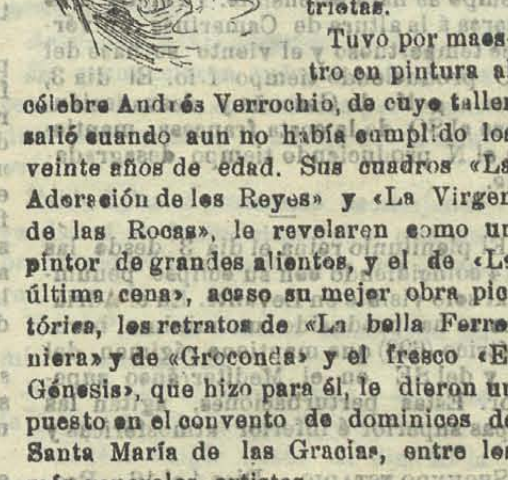 trietas.
Tuvo por maes-
tro en pintura al
célebre Andrés Verrochio, de cuyo taller
salió cuando aun no había cumplido los
veinte años de edad. Sus cuadros «La
Adoración de los Reyes» y «La Virgen
de las Rocas», le revelaron como un
pintor de grandes alientos, y el de «La
última cena», acaso su mejor obra pic-
tórica, los retratos de «La bella Ferro
niera» y de «Groconda» y el fresco «El
Génesis», que hizo para él, le dieron un
puesto en el convento de dominicos de
Santa María de las Gracias, entre los